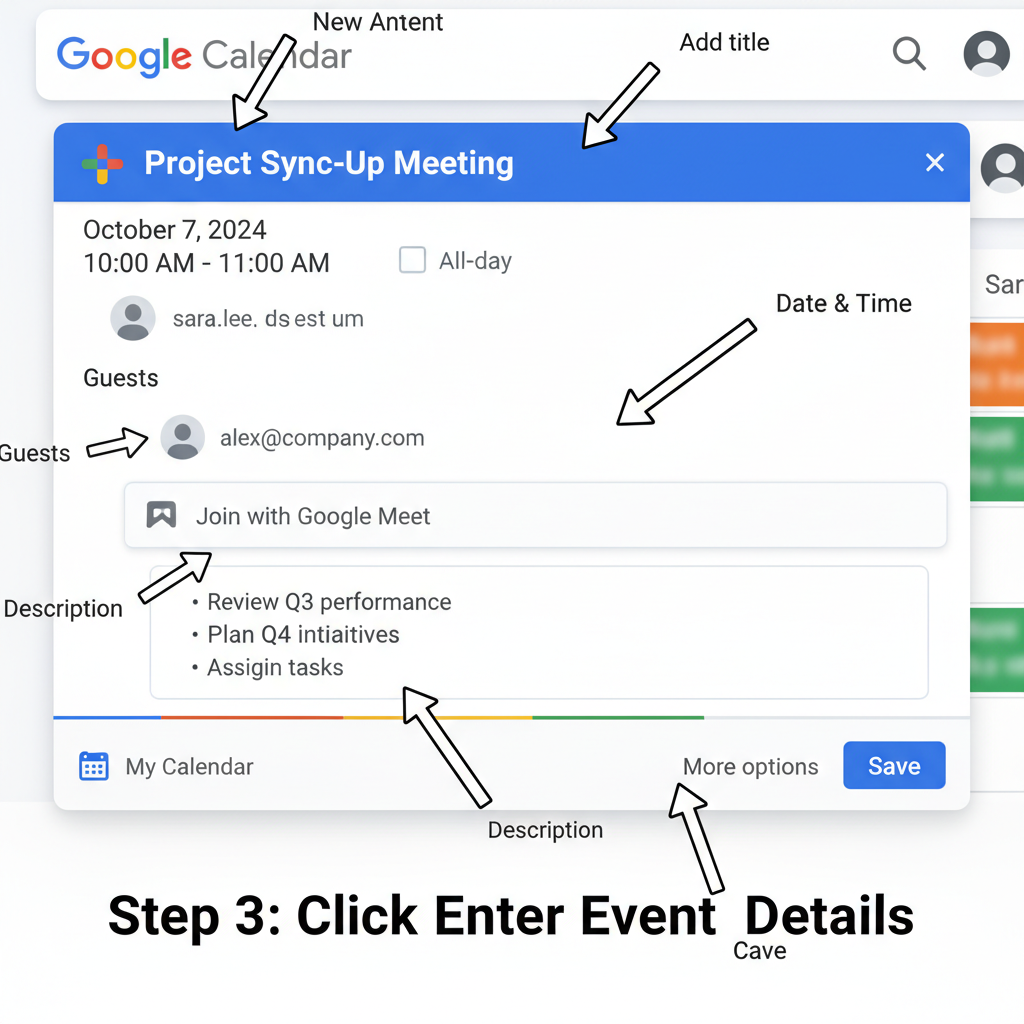 New Antent
Google Calendar
Add title
Project Sync-Up Meeting
October 7, 2024
10:00 AM - 11:00 AM
All-day
sara.lee. ds est um
Sar
Date & Time
Guests
Guests
alex@company.com
Join with Google Meet
Description
• Review Q3 performance
• Plan Q4 intiaitives
• Assigin tasks
My Calendar
More options
Save
Description
Step 3: Click Enter Event Details
Cave